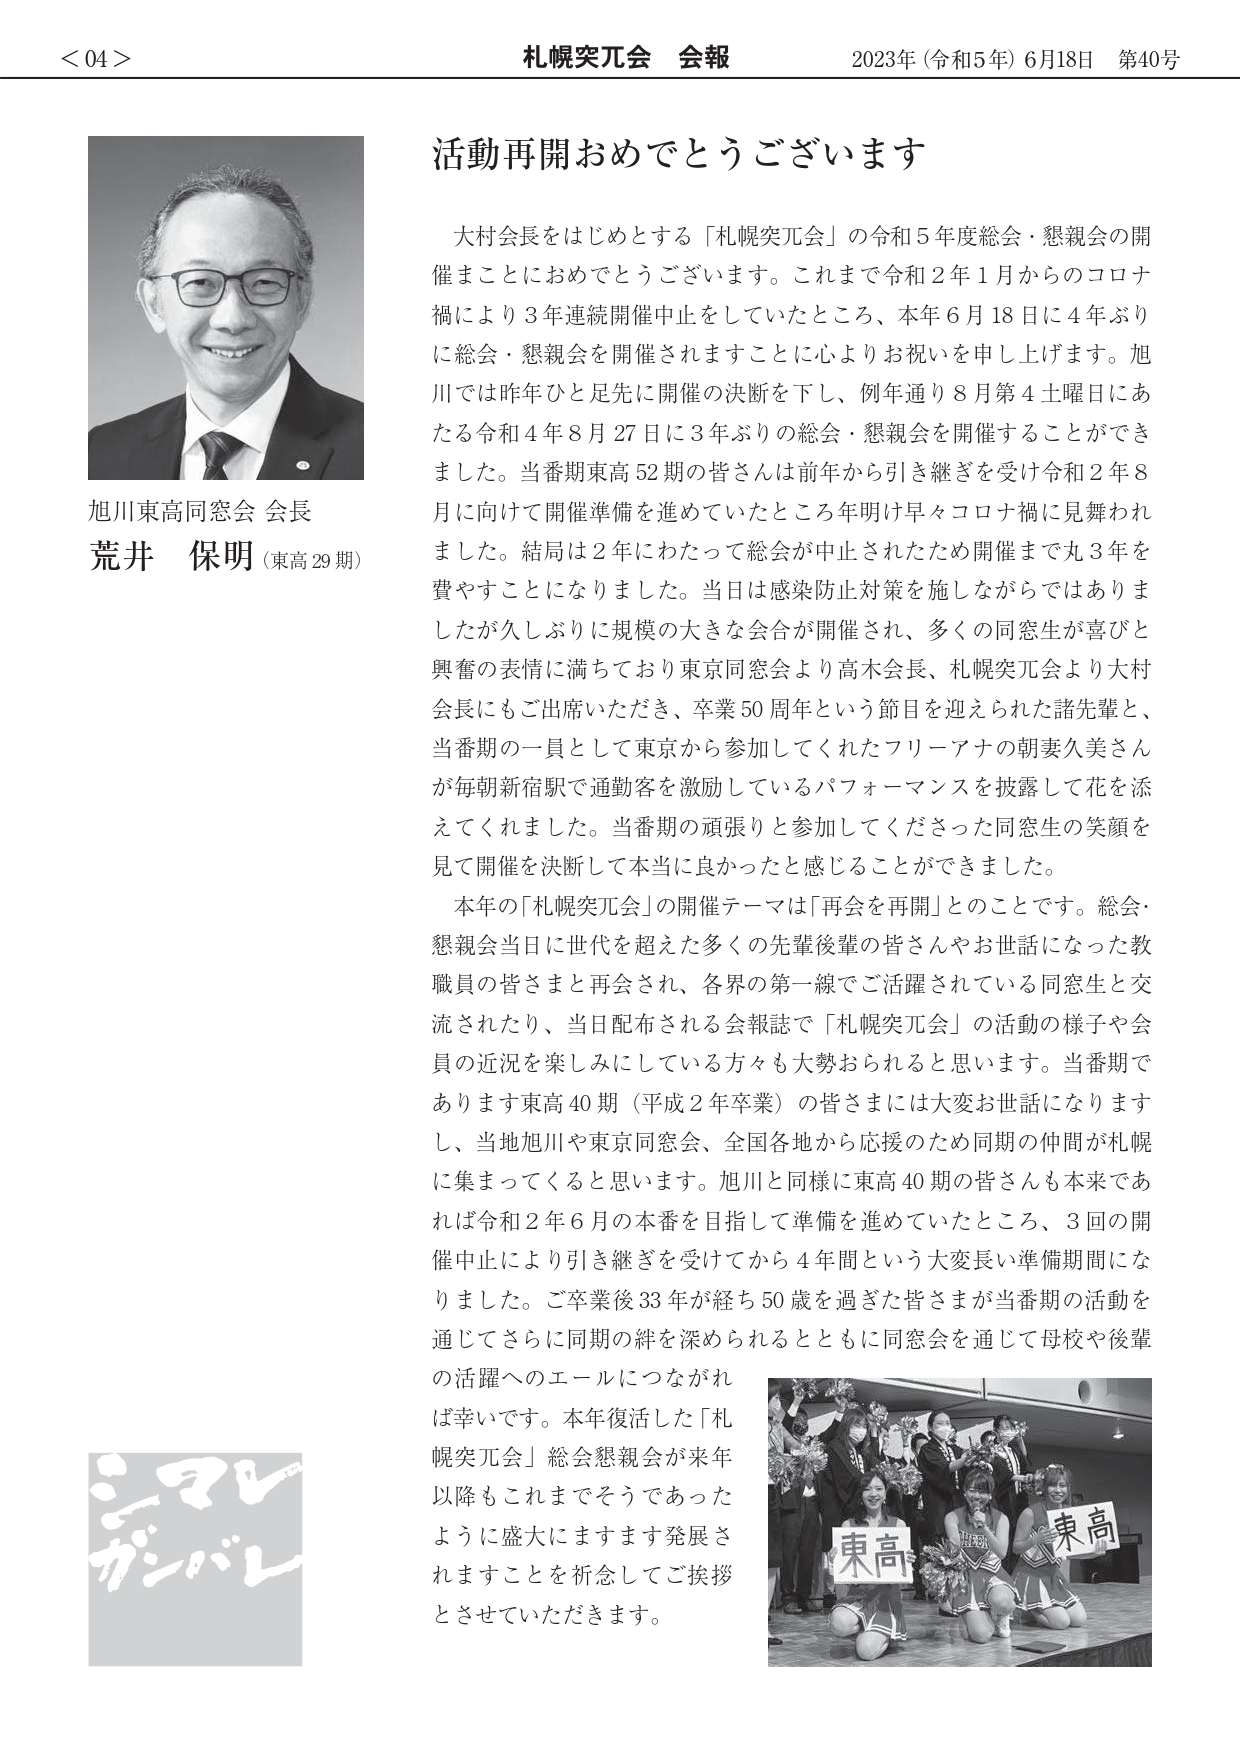 ＜04＞
札幌突兀会　会報
2023年（令和5年）6月18日　第40号
活動再開おめでとうございます
大村会長をはじめとする「札幌突兀会」の令和５年度総会・懇親会の開
催まことにおめでとうございます。これまで令和２年１月からのコロナ
禍により３年連続開催中止をしていたところ、本年６月 18 日に４年ぶり
に総会・懇親会を開催されますことに心よりお祝いを申し上げます。旭
川では昨年ひと足先に開催の決断を下し、例年通り８月第４土曜日にあ
たる令和４年８月 27 日に３年ぶりの総会・懇親会を開催することができ
ました。当番期東高 52 期の皆さんは前年から引き継ぎを受け令和２年８
月に向けて開催準備を進めていたところ年明け早々コロナ禍に見舞われ
ました。結局は２年にわたって総会が中止されたため開催まで丸３年を
費やすことになりました。当日は感染防止対策を施しながらではありま
したが久しぶりに規模の大きな会合が開催され、多くの同窓生が喜びと
興奮の表情に満ちており東京同窓会より高木会長、札幌突兀会より大村
会長にもご出席いただき、卒業 50 周年という節目を迎えられた諸先輩と、
当番期の一員として東京から参加してくれたフリーアナの朝妻久美さん
が毎朝新宿駅で通勤客を激励しているパフォーマンスを披露して花を添
えてくれました。当番期の頑張りと参加してくださった同窓生の笑顔を
見て開催を決断して本当に良かったと感じることができました。
本年の「札幌突兀会」の開催テーマは「再会を再開」とのことです。総会・
懇親会当日に世代を超えた多くの先輩後輩の皆さんやお世話になった教
職員の皆さまと再会され、各界の第一線でご活躍されている同窓生と交
流されたり、当日配布される会報誌で「札幌突兀会」の活動の様子や会
員の近況を楽しみにしている方々も大勢おられると思います。当番期で
あります東高 40 期（平成２年卒業）の皆さまには大変お世話になります
し、当地旭川や東京同窓会、全国各地から応援のため同期の仲間が札幌
に集まってくると思います。旭川と同様に東高 40 期の皆さんも本来であ
れば令和２年６月の本番を目指して準備を進めていたところ、３回の開
催中止により引き継ぎを受けてから４年間という大変長い準備期間にな
りました。ご卒業後 33 年が経ち 50 歳を過ぎた皆さまが当番期の活動を
通じてさらに同期の絆を深められるとともに同窓会を通じて母校や後輩
の活躍へのエールにつながれ
ば幸いです。本年復活した「札
幌突兀会」総会懇親会が来年
以降もこれまでそうであった
ように盛大にますます発展さ
れますことを祈念してご挨拶
とさせていただきます。
旭川東高同窓会 会長
荒井　保明（東高 29 期）
シマレ
ガンバレ
東高
CHEER
東高